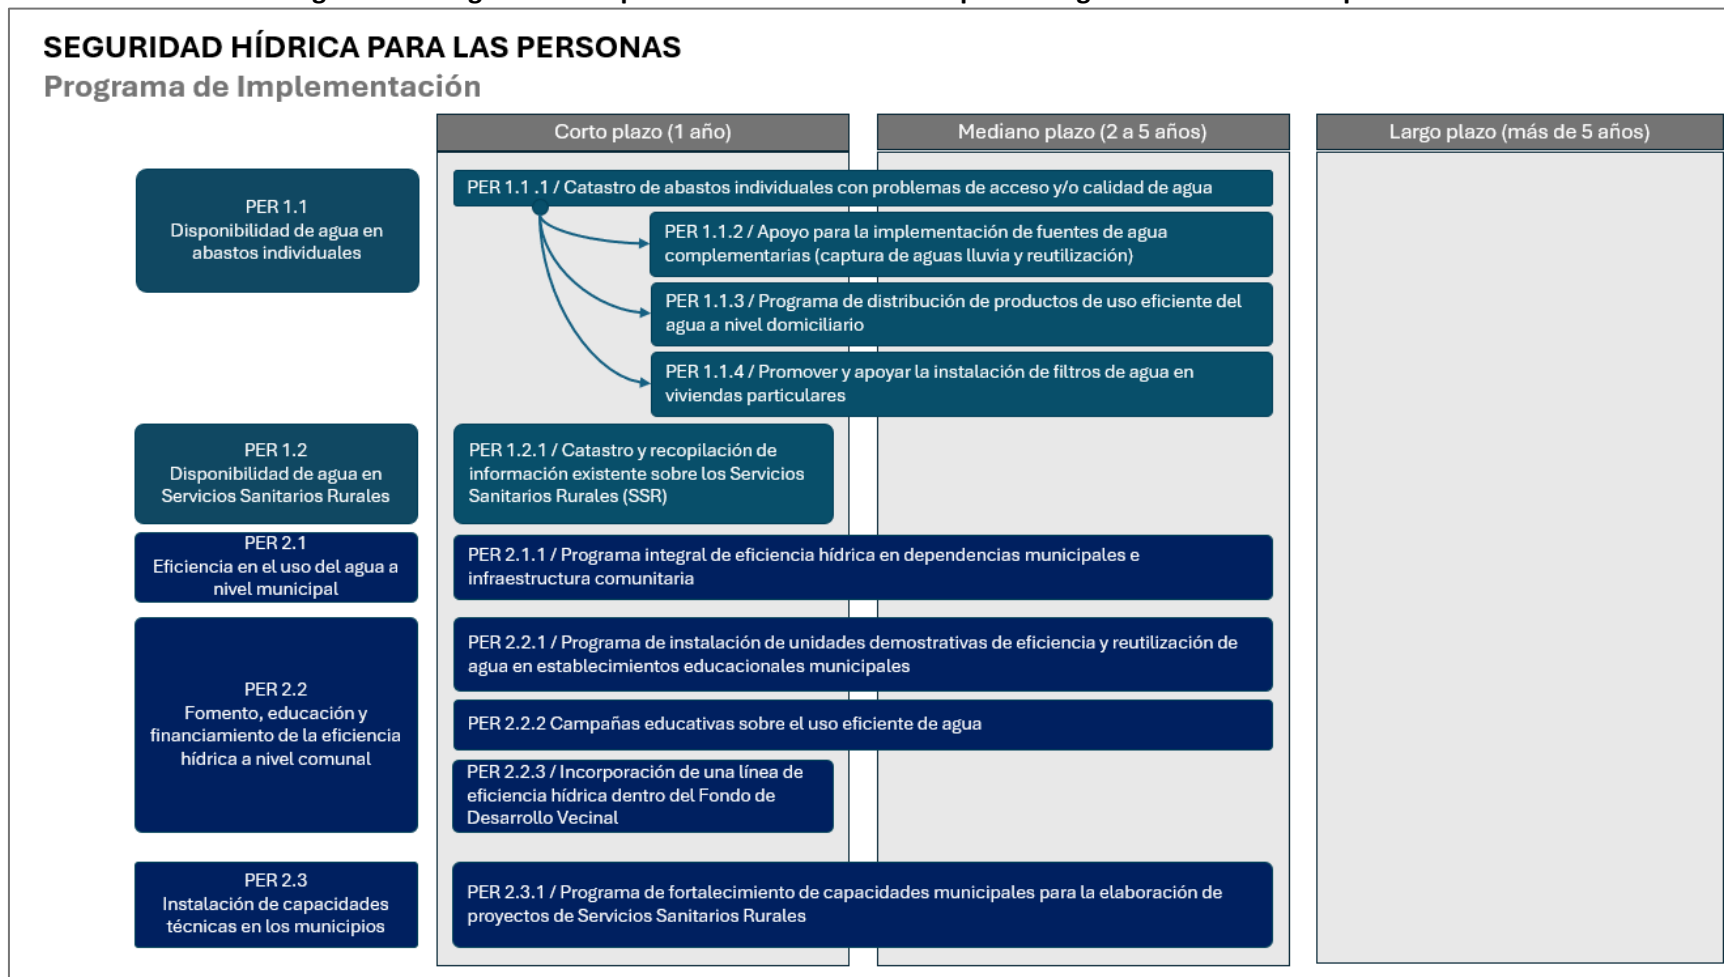 SEGURIDAD HÍDRICA PARA LAS PERSONAS
Programa de Implementación
Corto plazo (1 año)
Mediano plazo (2 a 5 años)
Largo plazo (más de 5 años)
PER 1.1
Disponibilidad de agua en
abastos individuales
PER 1.1 .1 / Catastro de abastos individuales con problemas de acceso y/o calidad de agua
PER 1.1.2 / Apoyo para la implementación de fuentes de agua
complementarias (captura de aguas lluvia y reutilización)
PER 1.1.3 / Programa de distribución de productos de uso eficiente del
agua a nivel domiciliario
PER 1.1.4 / Promover y apoyar la instalación de filtros de agua en
viviendas particulares
PER 1.2
Disponibilidad de agua en
Servicios Sanitarios Rurales
PER 1.2.1 / Catastro y recopilación de
información existente sobre los Servicios
Sanitarios Rurales (SSR)
PER 2.1
Eficiencia en el uso del agua a
nivel municipal
PER 2.1.1 / Programa integral de eficiencia hídrica en dependencias municipales e
infraestructura comunitaria
PER 2.2
Fomento, educación y
financiamiento de la eficiencia
hídrica a nivel comunal
PER 2.2.1 / Programa de instalación de unidades demostrativas de eficiencia y reutilización de
agua en establecimientos educacionales municipales
PER 2.2.2 Campañas educativas sobre el uso eficiente de agua
PER 2.2.3 / Incorporación de una línea de
eficiencia hídrica dentro del Fondo de
Desarrollo Vecinal
PER 2.3
Instalación de capacidades
técnicas en los municipios
PER 2.3.1 / Programa de fortalecimiento de capacidades municipales para la elaboración de
proyectos de Servicios Sanitarios Rurales